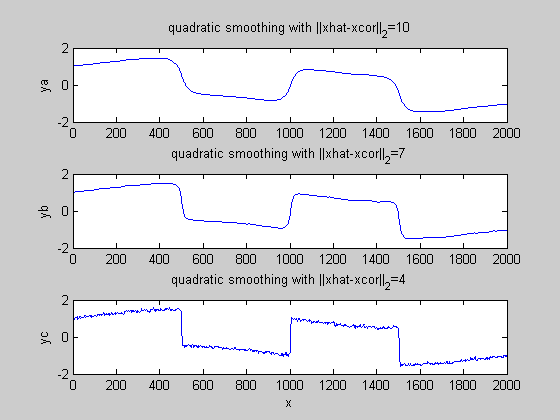 quadratic smoothing with ||xhat-xcor||2=10
2
0
-2
ya
0 200 400 600 800 1000 1200 1400 1600 1800 2000
quadratic smoothing with ||xhat-xcor||2=7
2
0
-2
yb
0 200 400 600 800 1000 1200 1400 1600 1800 2000
quadratic smoothing with ||xhat-xcor||2=4
2
0
-2
yc
0 200 400 600 800 1000 1200 1400 1600 1800 2000
x